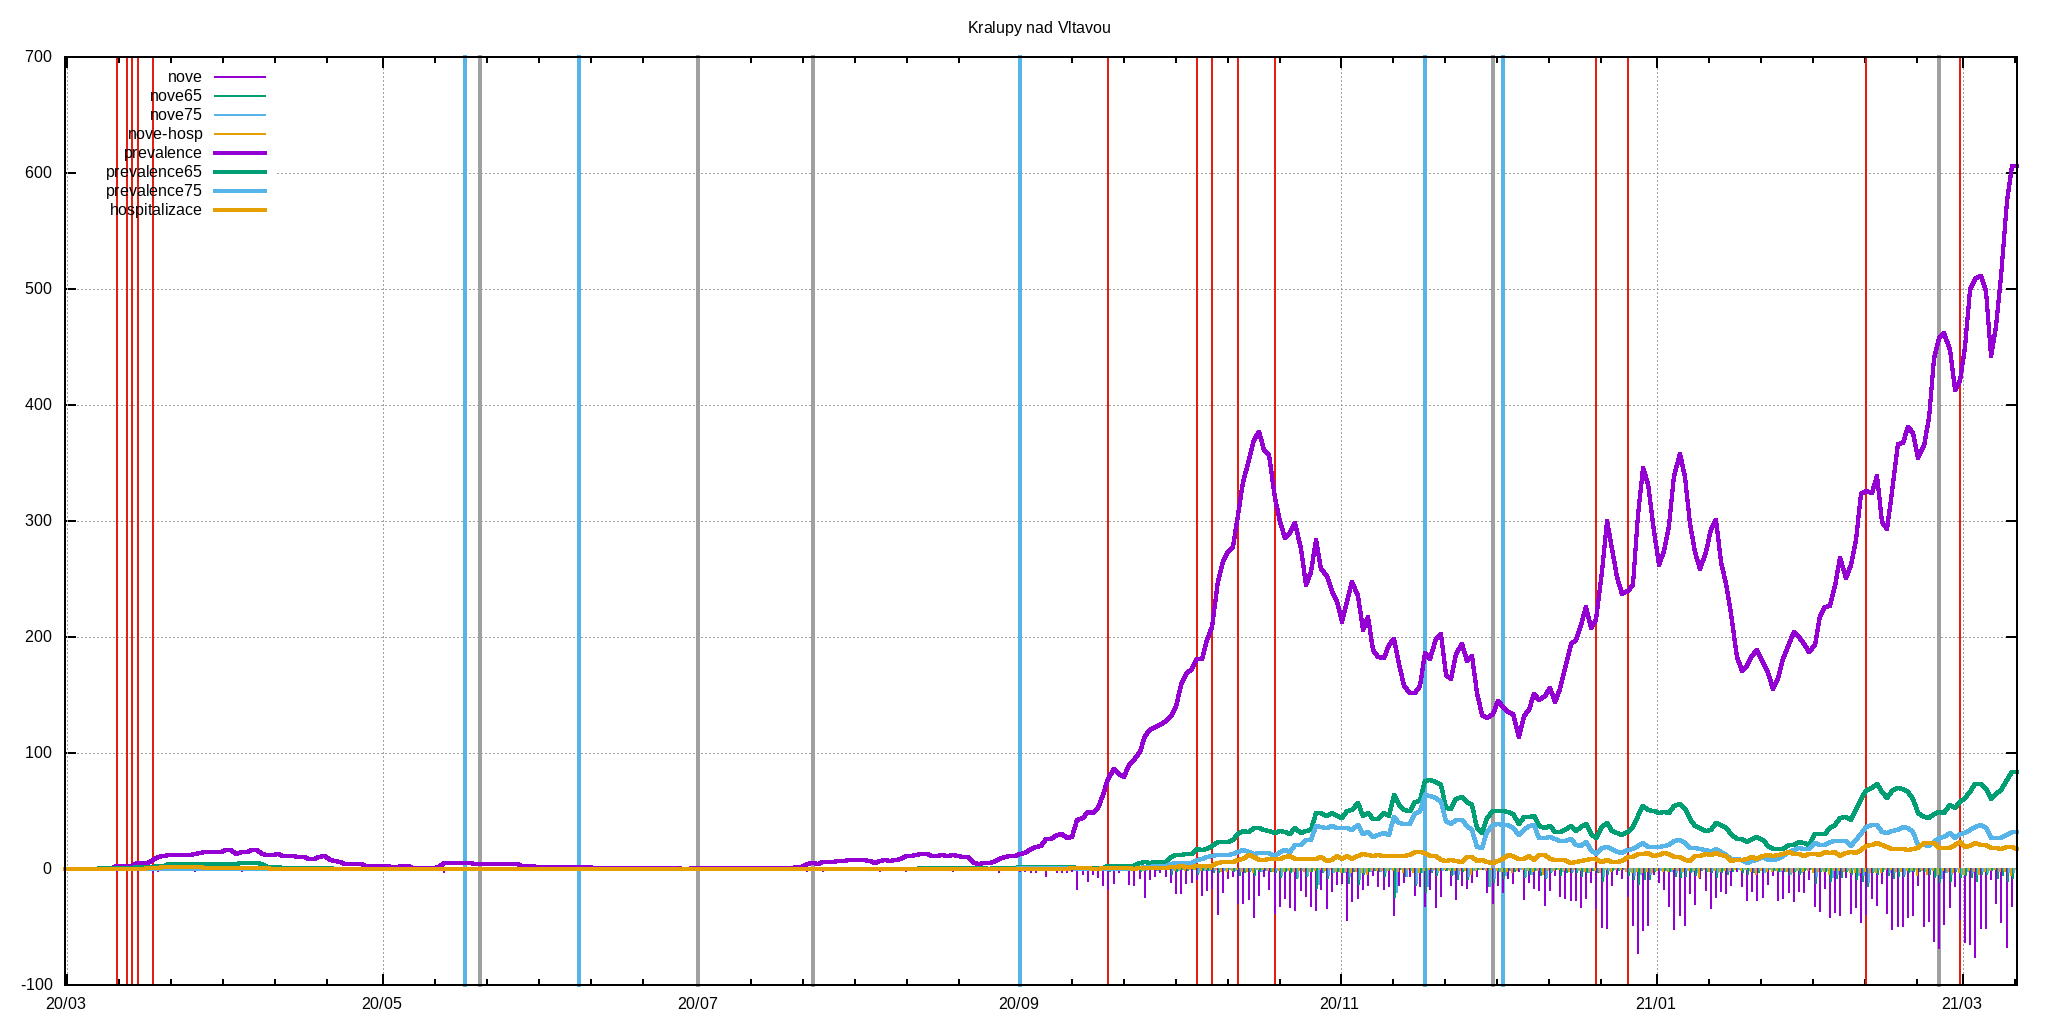 Kralupy nad Vltavou
700
600
500
400
300
200
100
0
-100
nove
nove65
nove75
nove-hosp
prevalence
prevalence65
prevalence75
hospitalizace
20/03 20/05 20/07 20/09 20/11 21/01 21/03